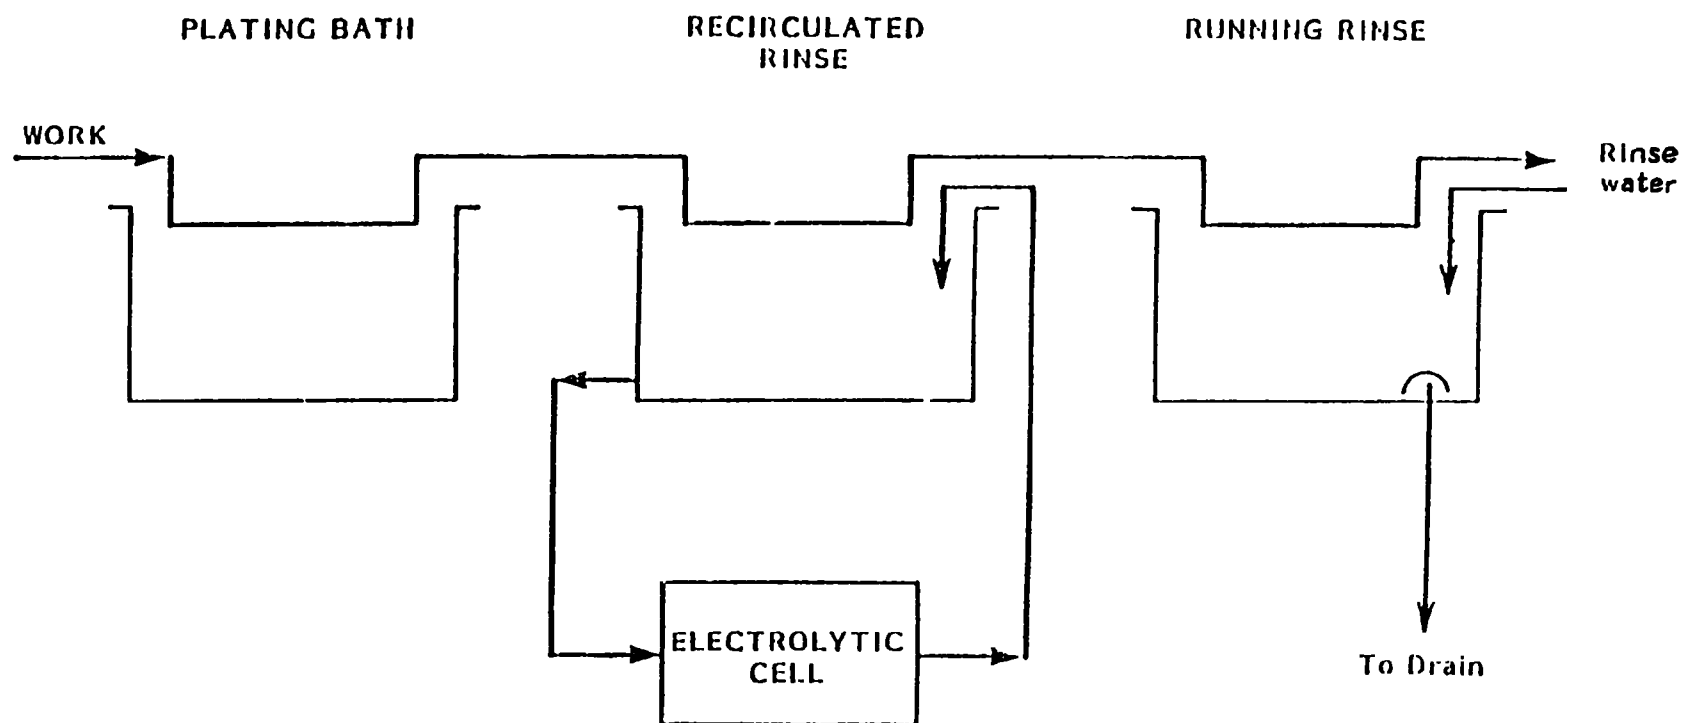 PLATING BATH
RECIRCULATED
RINSE
RUNNING RINSE
WORK
Rinse
water
ELECTROLYTIC
CELL
To Drain